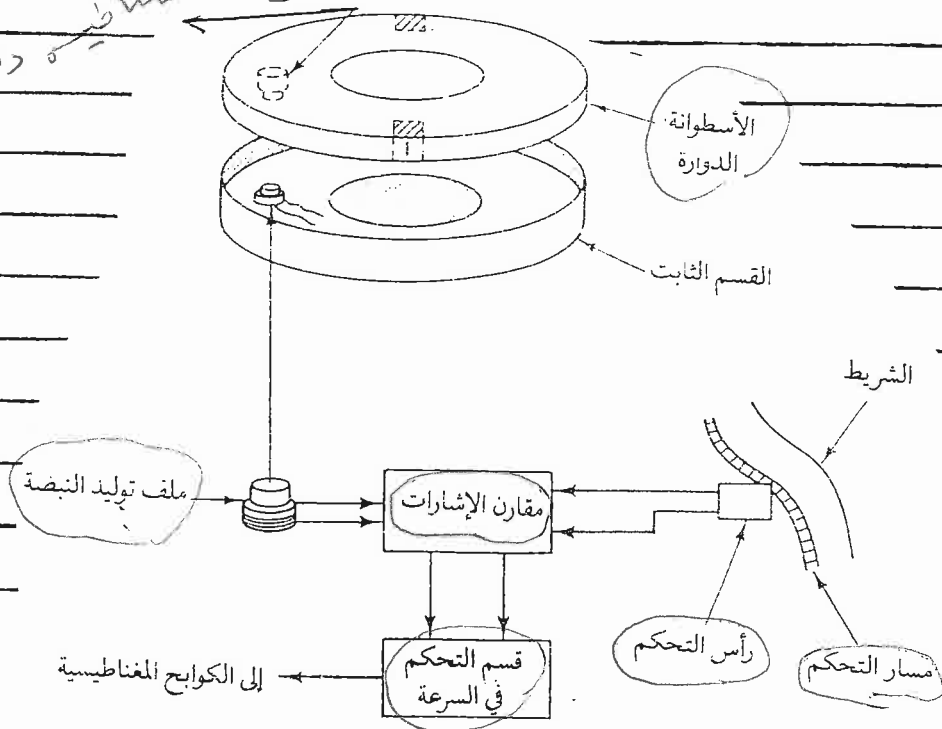 الأسطوانة
الدوارة
القسم الثابت
الشريط
ملف توليد النبضة
مقارن الإشارات
رأس التحكم
مسار التحكم
قسم التحكم
في السرعة
إلى الكوابح المغناطيسية